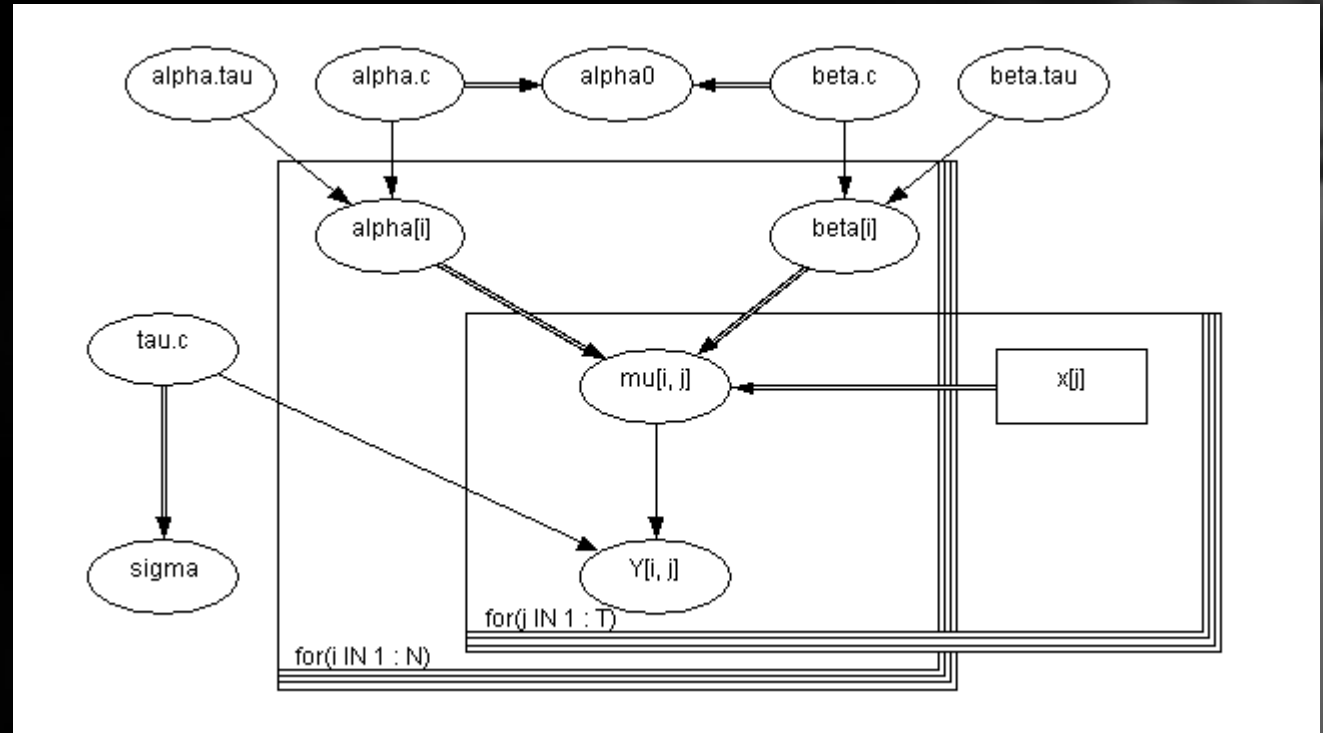 alpha.tau
alpha.c
alpha0
beta.c
beta.tau
alpha[i]
beta[i]
tau.c
mu[i, j]
x[j]
sigma
Y[i, j]
for(j IN 1 : T)
for(i IN 1 : N)